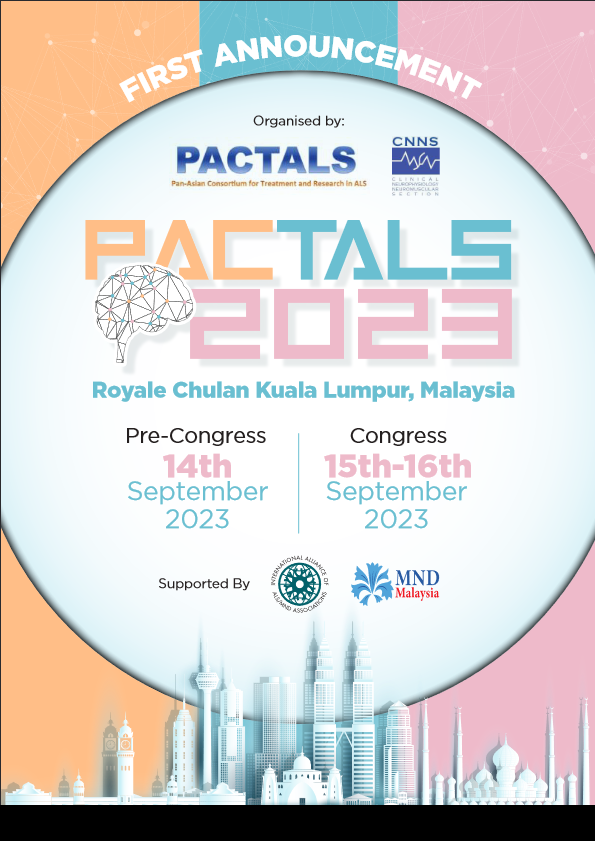 FIRST ANNOUNCEMENT
Organised by:
PACTALS
Pan-Asian Consortium for Treatment and Research in ALS
CNNS
CLINICAL
NEUROPHYSIOLOGY
NEUROMUSCULAR
SECTION
PACTALS
2023
Royale Chulan Kuala Lumpur, Malaysia
Pre-Congress
14th
September
2023
Congress
15th-16th
September
2023
Supported By
INTERNATIONAL ALLIANCE OF
ALS/MND ASSOCIATIONS
MND
Malaysia